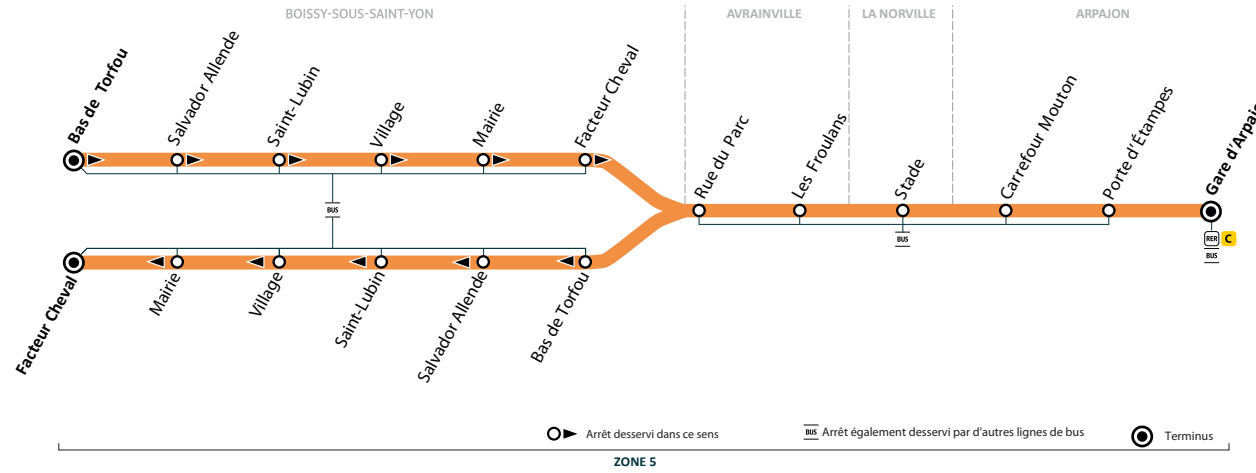 BOISSY-SOUS-SAINT-YON
AVRAINVILLE
LA NORVILLE
ARPAJON
Bas de Torfou
Salvador Allende
Saint-Lubin
Village
Mairie
Facteur Cheval
Rue du Parc
Les Froulans
Stade
Carrefour Mouton
Porte d'Étampes
Gare d'Arpajo
BUS
BUS
RER C
BUS
Facteur Cheval
Mairie
Village
Saint-Lubin
Salvador Allende
Bas de Torfou
Arrêt desservi dans ce sens
BUS Arrêt également desservi par d'autres lignes de bus
Terminus
ZONE 5